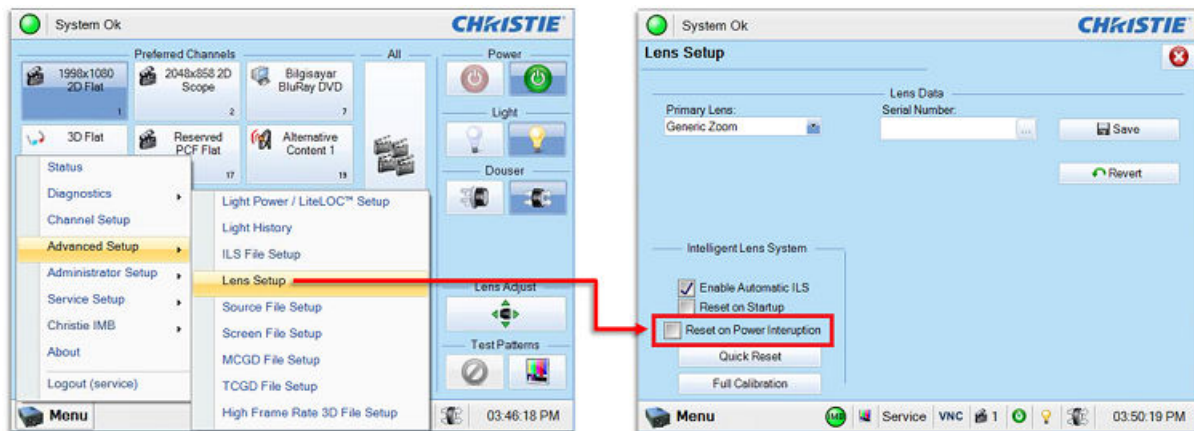 System Ok
CHRISTIE
Preferred Channels
All
Power
1998x1080
2D Flat
1
2048x858 2D
Scope
2
Bilgisayar
BluRay DVD
7
Light
3D Flat
Reserved
PCF Flat
17
Alternative
Content 1
19
Douser
Status
Diagnostics
Channel Setup
Advanced Setup
Administrator Setup
Service Setup
Christie IMB
About
Logout (service)
Light Power / LiteLOC™ Setup
Light History
ILS File Setup
Lens Setup
Source File Setup
Screen File Setup
MCGD File Setup
TCGD File Setup
High Frame Rate 3D File Setup
Lens Adjust
Test Patterns
Menu
03:46:18 PM
System Ok
CHRISTIE
Lens Setup
Lens Data
Primary Lens:
Serial Number:
Generic Zoom
...
Save
Revert
Intelligent Lens System
Enable Automatic ILS
Reset on Startup
Reset on Power Interuption
Quick Reset
Full Calibration
Menu
IMB
Service
VNC
1
03:50:19 PM